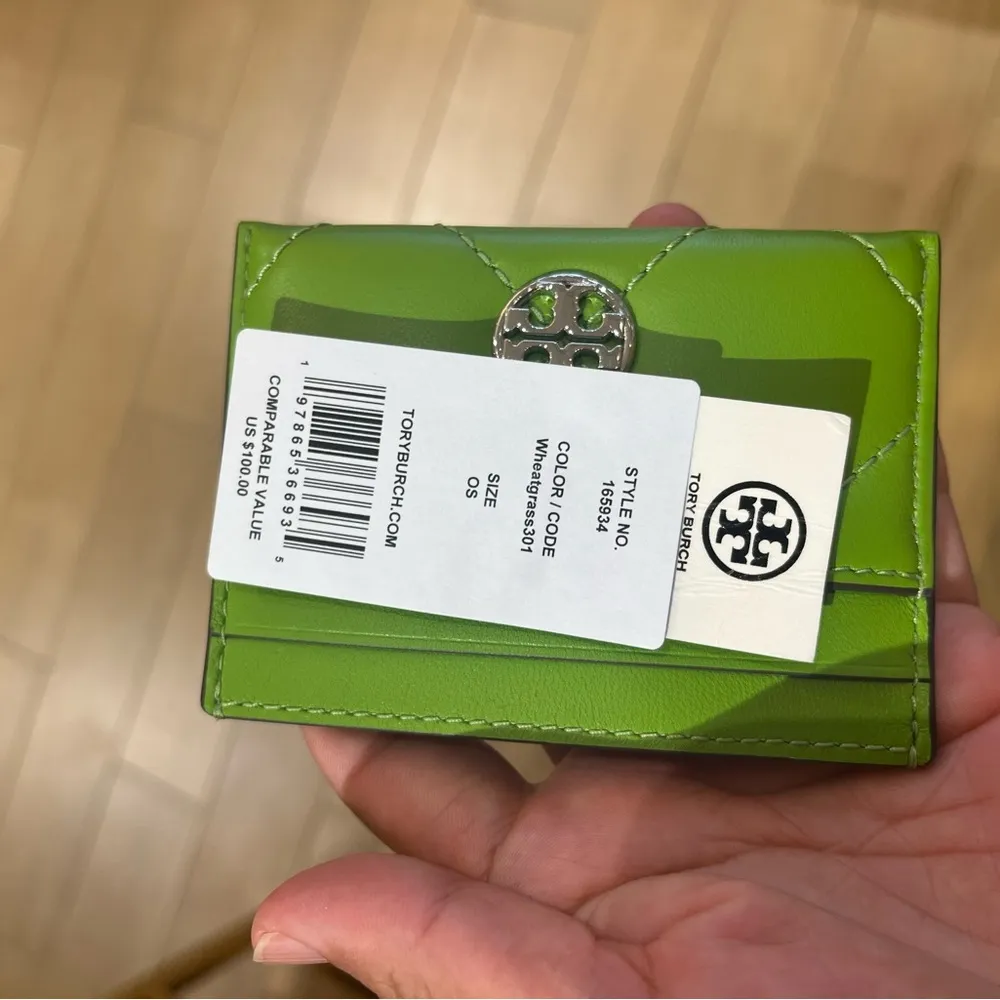 TORY BURCH
STYLE NO.
165934
COLOR / CODE
Wheatgrass301
SIZE
OS
TORYBURCH.COM
1 97865 36693 5
COMPARABLE VALUE
US $100.00